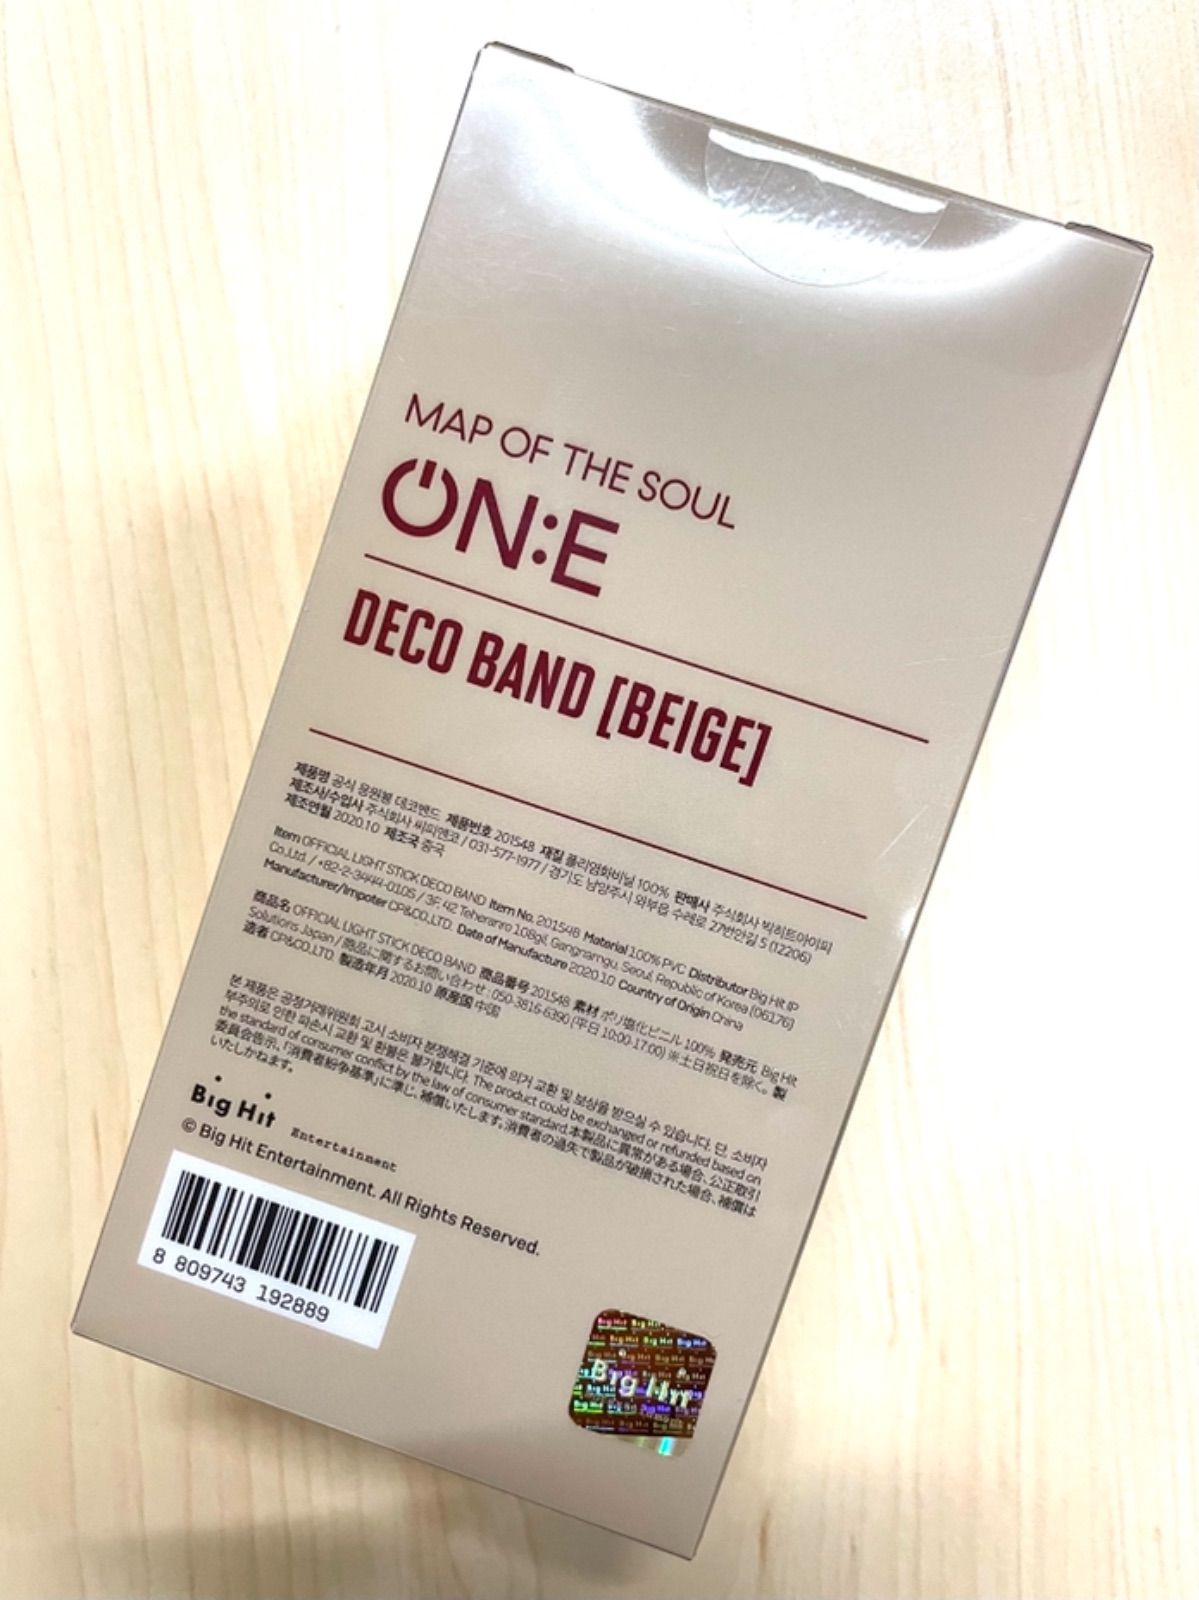 MAP OF THE SOUL
ON:E
DECO BAND [BEIGE]
제품명 공식 응원봉 데코밴드 제품번호 201548 재질 폴리염화비닐 100% 판매사 주식회사 빅히트아이피
제조사/수입사 주식회사 씨피앤코 / 031-577-1977 / 경기도 남양주시 와부읍 수레로 27번안길 5 (12206)
제조연월 2020.10 제조국 중국
Item OFFICIAL LIGHT STICK DECO BAND Item No. 201548 Material 100% PVC Distributor Big Hit IP
Co.,Ltd. / +82-2-3444-0105 / 3F, 42 Teheranro 108gil, Gangnamgu, Seoul, Republic of Korea (06176)
Manufacturer/Impoter CP&CO.,LTD. Date of Manufacture 2020.10 Country of Origin China
商品名 OFFICIAL LIGHT STICK DECO BAND 商品番号 201548 素材 ポリ塩化ビニル 100% 発売元 Big Hit
Solutions Japan / 商品に関するお問い合わせ : 050-3816-6390 (平日 10:00-17:00) ※土日祝日を除く。 製
造者 CP&CO.,LTD. 製造年月 2020.10 原産国 中国
본 제품은 공정거래위원회 고시 소비자 분쟁해결 기준에 의거 교환 및 보상을 받으실 수 있습니다. 단, 소비자
부주의로 인한 파손시 교환 및 환불은 불가합니다. The product could be exchanged or refunded based on
the standard of consumer conflict by the law of consumer standard.本製品に異常がある場合、公正取引
委員会告示、「消費者紛争基準」に準じ、補償いたします。消費者の過失で製品が破損された場合、補償は
いたしかねます。
Big Hit Entertainment
© Big Hit Entertainment. All Rights Reserved.
8 809743 192889
Big Hit